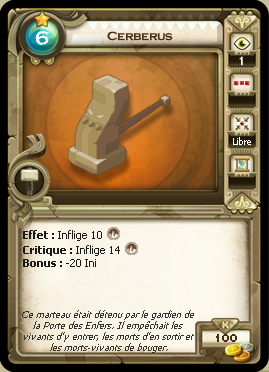 6
CERBERUS
1
Libre
Effet : Inflige 10
Critique : Inflige 14
Bonus : -20 Ini
Ce marteau était détenu par le gardien de
la Porte des Enfers. Il empêchait les
vivants d'y entrer, les morts d'en sortir et
les morts-vivants de bouger.
K
100